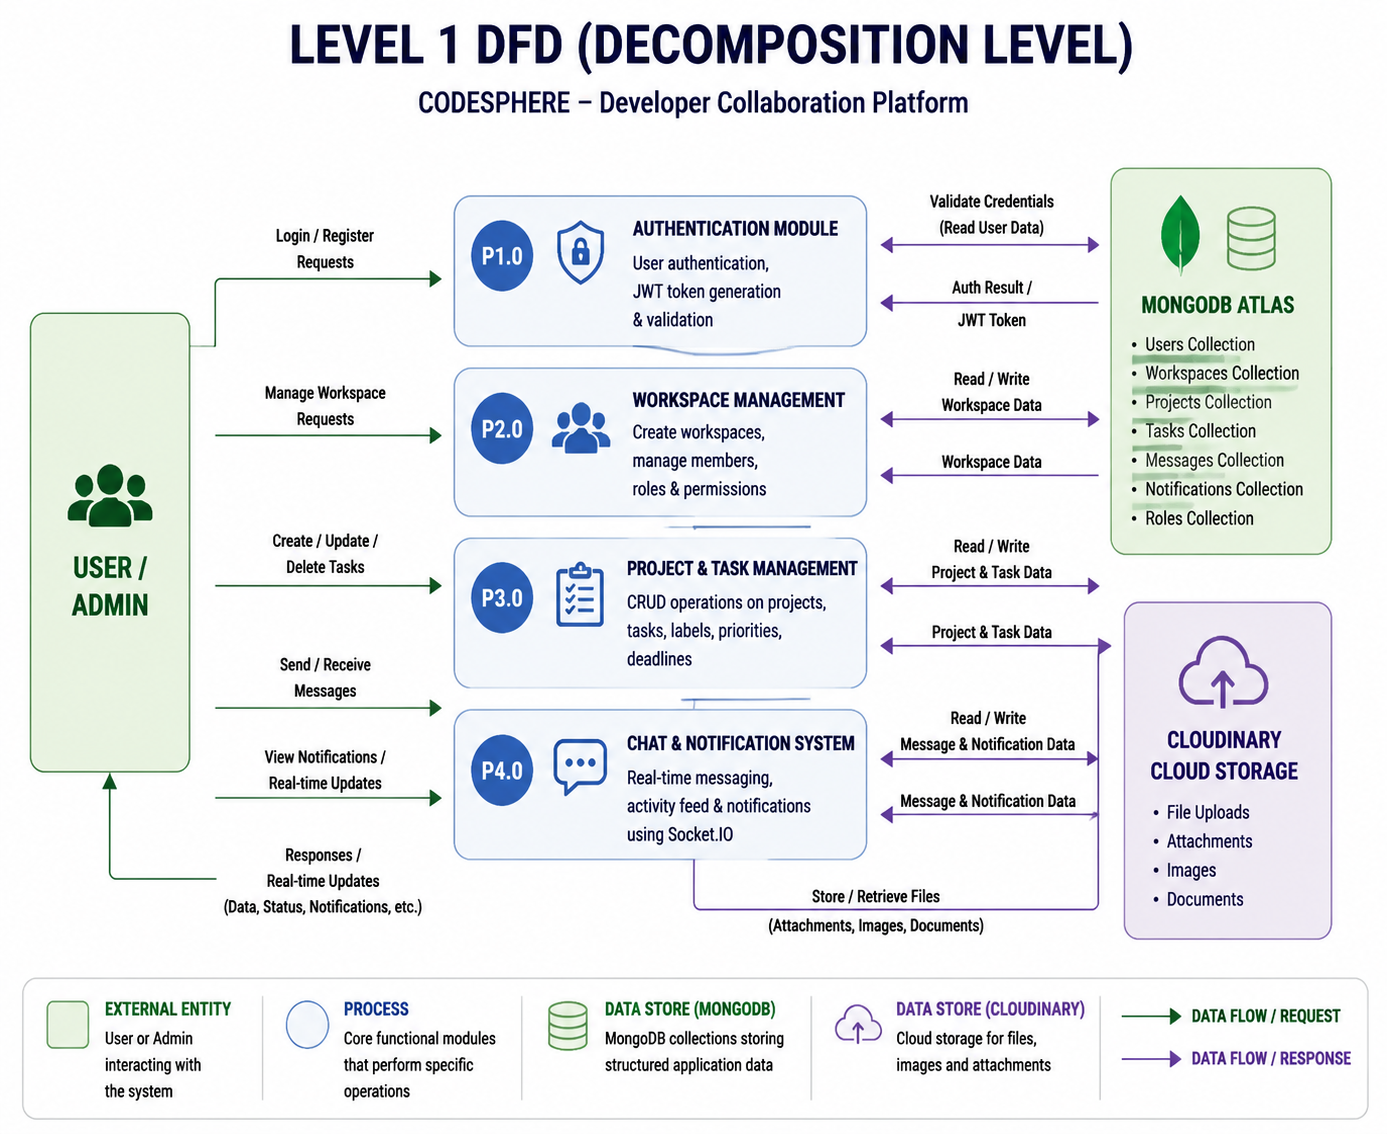 LEVEL 1 DFD (DECOMPOSITION LEVEL)
CODESPHERE – Developer Collaboration Platform
USER /
ADMIN
Login / Register
Requests
Manage Workspace
Requests
Create / Update /
Delete Tasks
Send / Receive
Messages
View Notifications /
Real-time Updates
Responses /
Real-time Updates
(Data, Status, Notifications, etc.)
P1.0
AUTHENTICATION MODULE
User authentication,
JWT token generation
& validation
P2.0
WORKSPACE MANAGEMENT
Create workspaces,
manage members,
roles & permissions
P3.0
PROJECT & TASK MANAGEMENT
CRUD operations on projects,
tasks, labels, priorities,
deadlines
P4.0
CHAT & NOTIFICATION SYSTEM
Real-time messaging,
activity feed & notifications
using Socket.IO
Validate Credentials
(Read User Data)
Auth Result /
JWT Token
Read / Write
Workspace Data
Workspace Data
Read / Write
Project & Task Data
Project & Task Data
Read / Write
Message & Notification Data
Message & Notification Data
Store / Retrieve Files
(Attachments, Images, Documents)
MONGODB ATLAS
• Users Collection
• Workspaces Collection
• Projects Collection
• Tasks Collection
• Messages Collection
• Notifications Collection
• Roles Collection
CLOUDINARY
CLOUD STORAGE
• File Uploads
• Attachments
• Images
• Documents
EXTERNAL ENTITY
User or Admin
interacting with
the system
PROCESS
Core functional modules
that perform specific
operations
DATA STORE (MONGODB)
MongoDB collections storing
structured application data
DATA STORE (CLOUDINARY)
Cloud storage for files,
images and attachments
DATA FLOW / REQUEST
DATA FLOW / RESPONSE